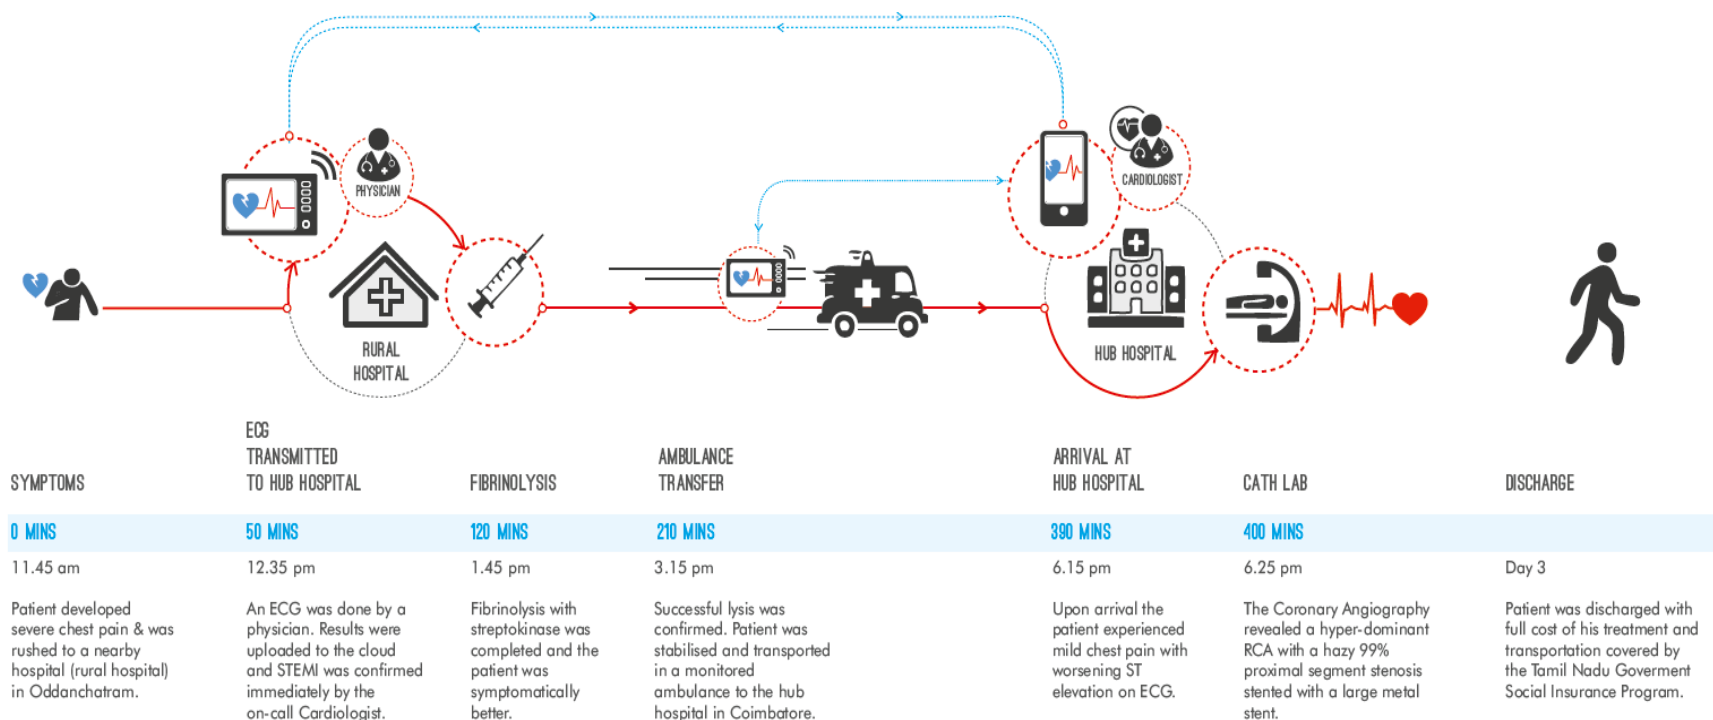 PHYSICIAN
CARDIOLOGIST
RURAL
HOSPITAL
HUB HOSPITAL
SYMPTOMS
0 MINS
11.45 am
Patient developed
severe chest pain & was
rushed to a nearby
hospital (rural hospital)
in Oddanchatram.
ECG
TRANSMITTED
TO HUB HOSPITAL
50 MINS
12.35 pm
An ECG was done by a
physician. Results were
uploaded to the cloud
and STEMI was confirmed
immediately by the
on-call Cardiologist.
FIBRINOLYSIS
120 MINS
1.45 pm
Fibrinolysis with
streptokinase was
completed and the
patient was
symptomatically
better.
AMBULANCE
TRANSFER
210 MINS
3.15 pm
Successful lysis was
confirmed. Patient was
stabilised and transported
in a monitored
ambulance to the hub
hospital in Coimbatore.
ARRIVAL AT
HUB HOSPITAL
390 MINS
6.15 pm
Upon arrival the
patient experienced
mild chest pain with
worsening ST
elevation on ECG.
CATH LAB
400 MINS
6.25 pm
The Coronary Angiography
revealed a hyper-dominant
RCA with a hazy 99%
proximal segment stenosis
stented with a large metal
stent.
DISCHARGE
Day 3
Patient was discharged with
full cost of his treatment and
transportation covered by
the Tamil Nadu Goverment
Social Insurance Program.